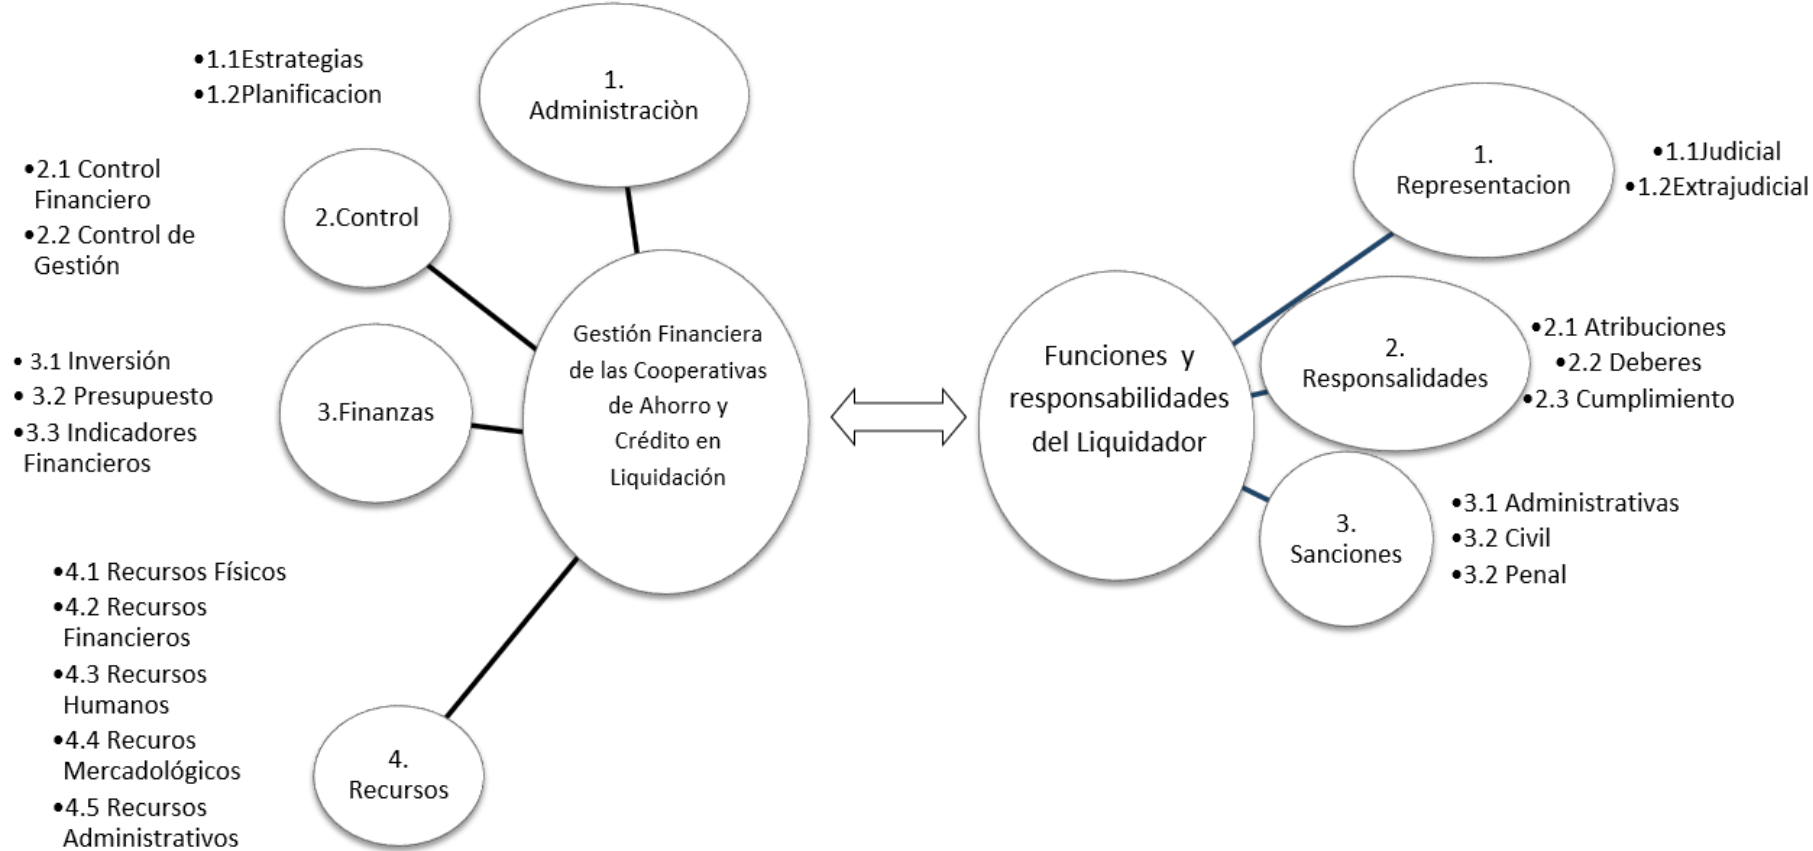 •1.1Estrategias
•1.2Planificacion
1.
Administraciòn
•2.1 Control
Financiero
•2.2 Control de
Gestión
2.Control
• 3.1 Inversión
• 3.2 Presupuesto
•3.3 Indicadores
Financieros
3.Finanzas
•4.1 Recursos Físicos
•4.2 Recursos
Financieros
•4.3 Recursos
Humanos
•4.4 Recuros
Mercadológicos
•4.5 Recursos
Administrativos
4.
Recursos
Gestión Financiera
de las Cooperativas
de Ahorro y
Crédito en
Liquidación
Funciones y
responsabilidades
del Liquidador
1.
Representacion
•1.1Judicial
•1.2Extrajudicial
2.
Responsalidades
•2.1 Atribuciones
•2.2 Deberes
•2.3 Cumplimiento
3.
Sanciones
•3.1 Administrativas
•3.2 Civil
•3.2 Penal